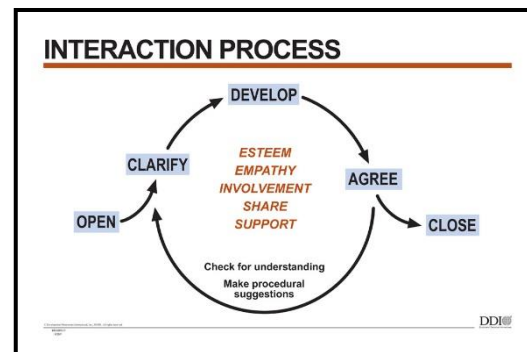 INTERACTION PROCESS
DEVELOP
CLARIFY
ESTEEM
EMPATHY
INVOLVEMENT
SHARE
SUPPORT
AGREE
OPEN
CLOSE
Check for understanding
Make procedural
suggestions
DDI